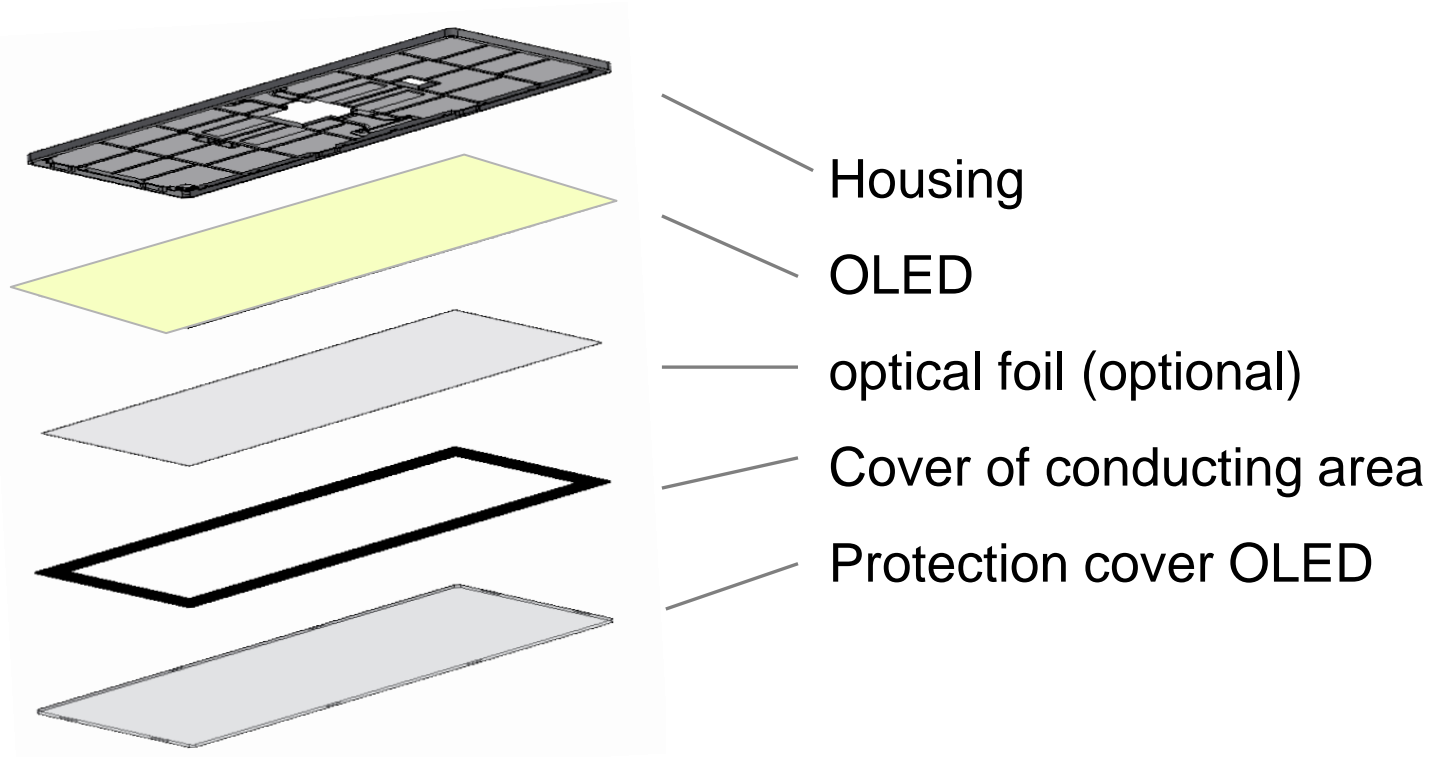 Housing
OLED
optical foil (optional)
Cover of conducting area
Protection cover OLED